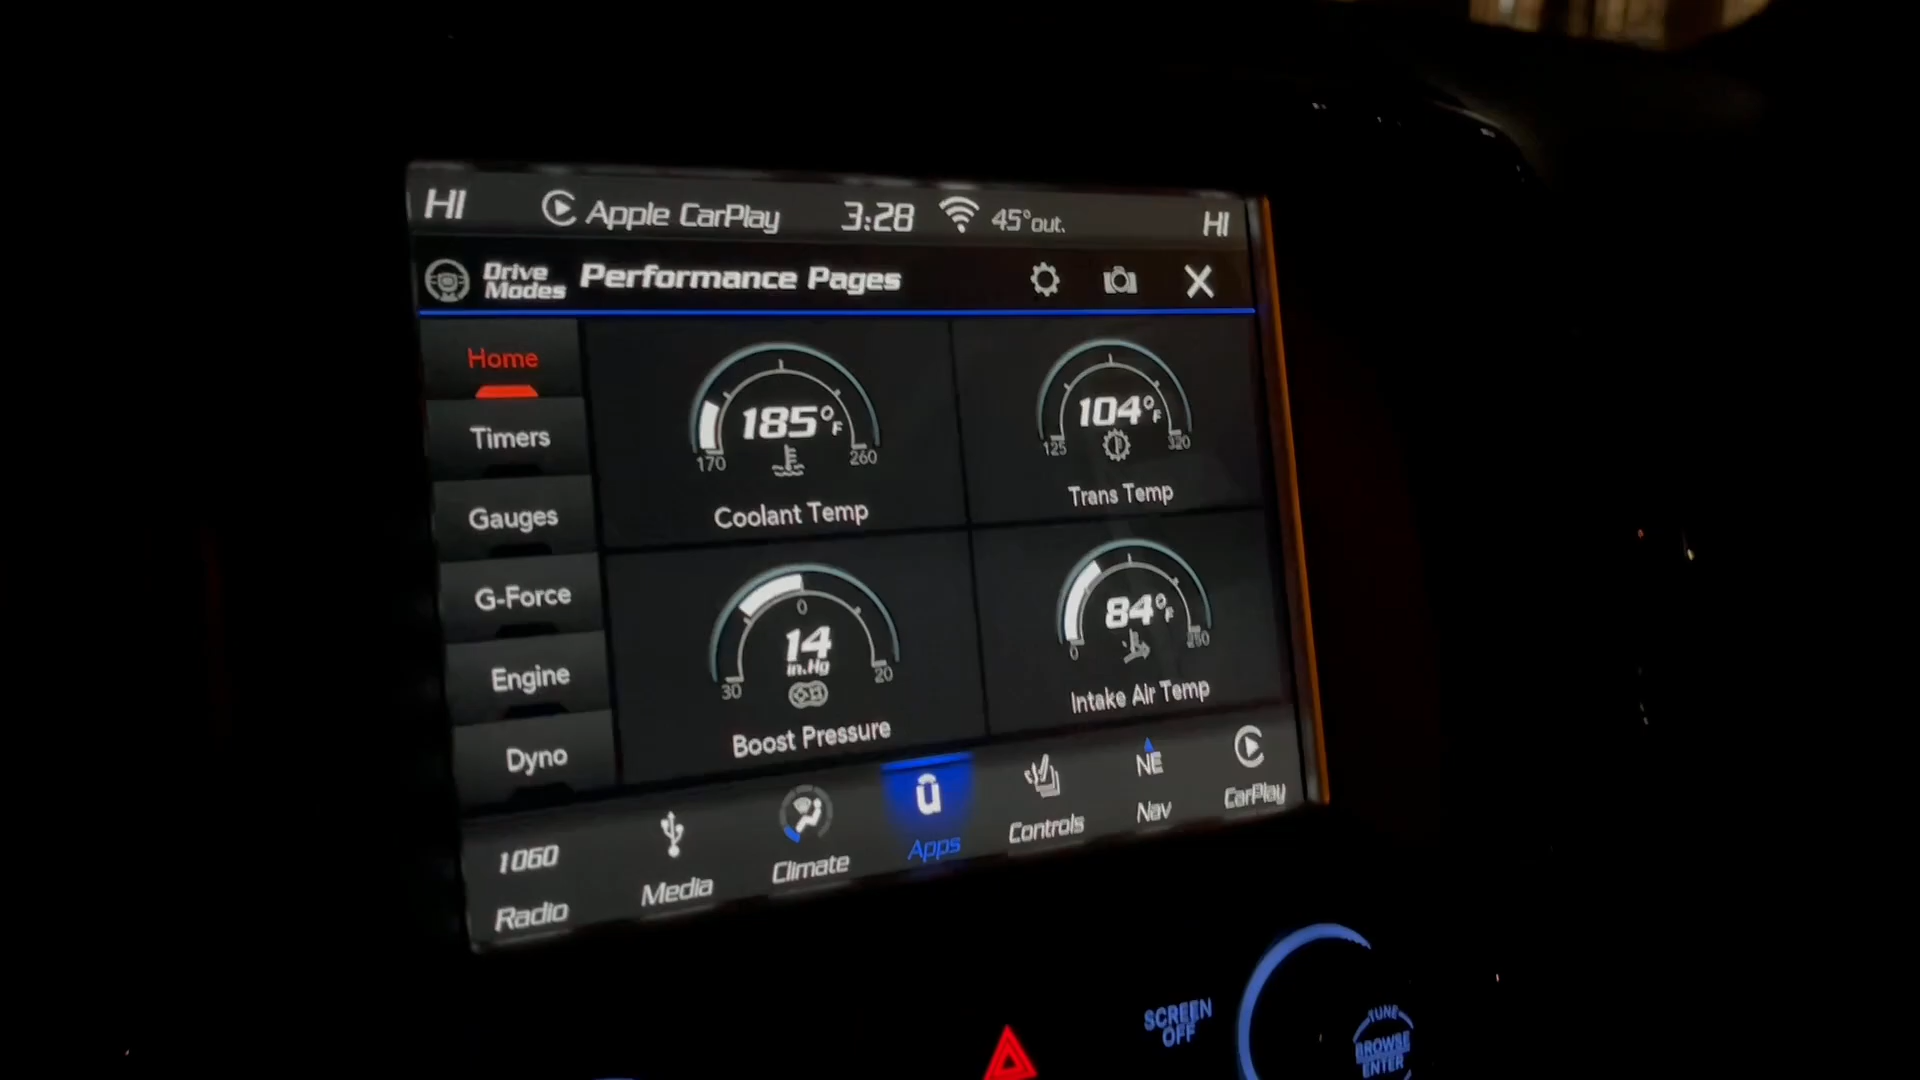 HI Apple CarPlay 3:28 45°out. HI
Drive
Modes
Performance Pages
Home
Timers
Gauges
G-Force
Engine
Dyno
185°F
170 260
Coolant Temp
104°F
125 320
Trans Temp
0
14
in.Hg
30 20
Boost Pressure
84°F
0 250
Intake Air Temp
1060
Radio
Media
Climate
û
Apps
Controls
NE
Nav
CarPlay
SCREEN
OFF
TUNE
BROWSE
ENTER